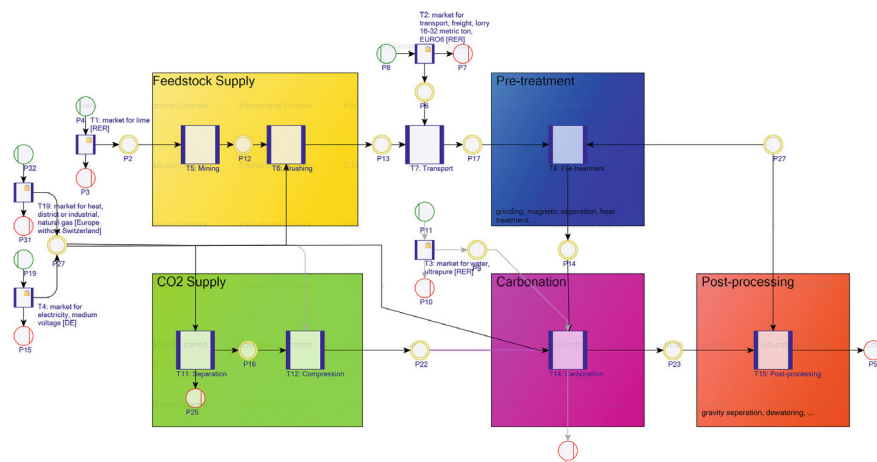 T2: market for
transport, freight, lorry
16-32 metric ton,
EURO6 [RER]
P8
P7
P6
Feedstock Supply
Pre-treatment
P4
T1: market for lime
[RER]
P2
P3
T5: Mining
P12
T6: Crushing
P13
T7: Transport
P17
T8: Pre-treatment
P27
P32
T19: market for heat,
district or industrial,
natural gas [Europe
without Switzerland]
P31
P27
grinding, magnetic seperation, heat
treatment, ...
P11
T3: market for water,
ultrapure [RER]
P9
P10
P14
P19
T4: market for
electricity, medium
voltage [DE]
P15
CO2 Supply
Carbonation
Post-processing
T11: Separation
P16
T12: Compression
P22
T14: Carbonation
P23
T15: Post-processing
P25
gravity seperation, dewatering, ...